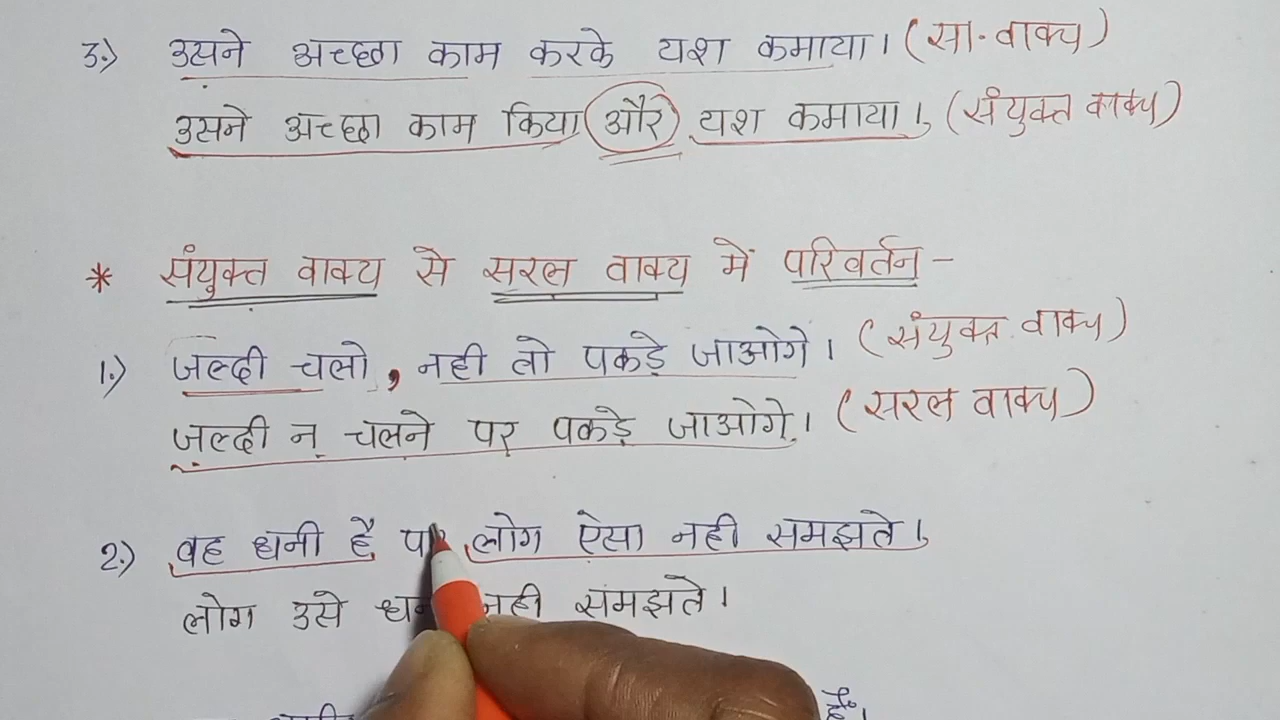 3.) उसने अच्छा काम करके यश कमाया। (सा. वाक्य)
उसने अच्छा काम किया और यश कमाया। (संयुक्त वाक्य)
* संयुक्त वाक्य से सरल वाक्य में परिवर्तन -
1.) जल्दी चलो, नही तो पकड़े जाओगे। (संयुक्त वाक्य)
जल्दी न चलने पर पकड़े जाओगे। (सरल वाक्य)
2.) वह धनी है लोग ऐसा नही समझते।
लोग उसे नही समझते।